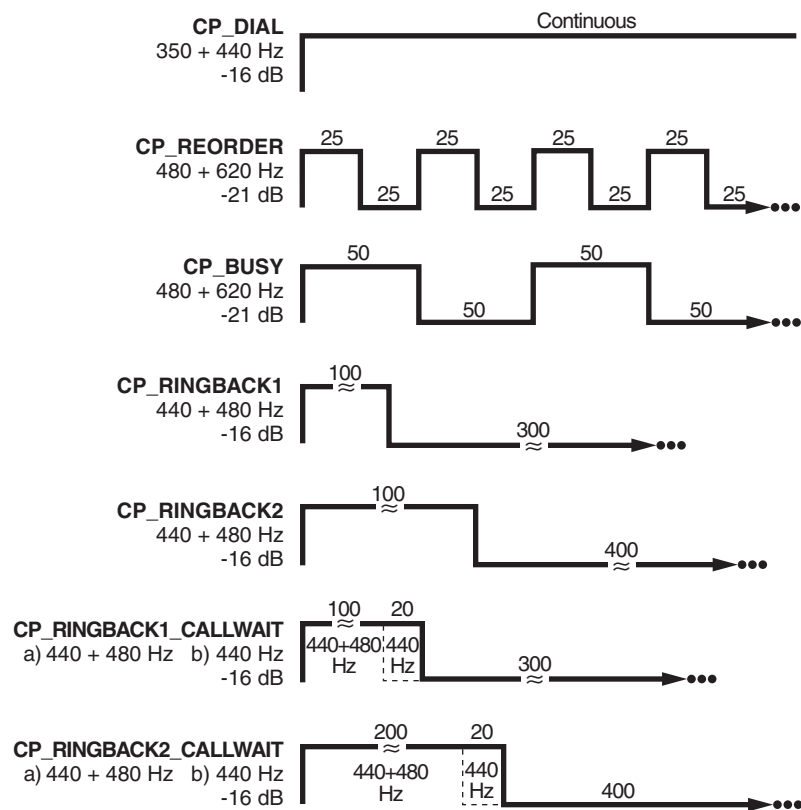 CP_DIAL
350 + 440 Hz
-16 dB
Continuous
CP_REORDER
480 + 620 Hz
-21 dB
25 25 25 25
25 25 25 25
CP_BUSY
480 + 620 Hz
-21 dB
50 50
50 50
CP_RINGBACK1
440 + 480 Hz
-16 dB
100
300
CP_RINGBACK2
440 + 480 Hz
-16 dB
100
400
CP_RINGBACK1_CALLWAIT
a) 440 + 480 Hz b) 440 Hz
-16 dB
100 20
440+480 440
Hz Hz
300
CP_RINGBACK2_CALLWAIT
a) 440 + 480 Hz b) 440 Hz
-16 dB
200 20
440+480 440
Hz Hz
400